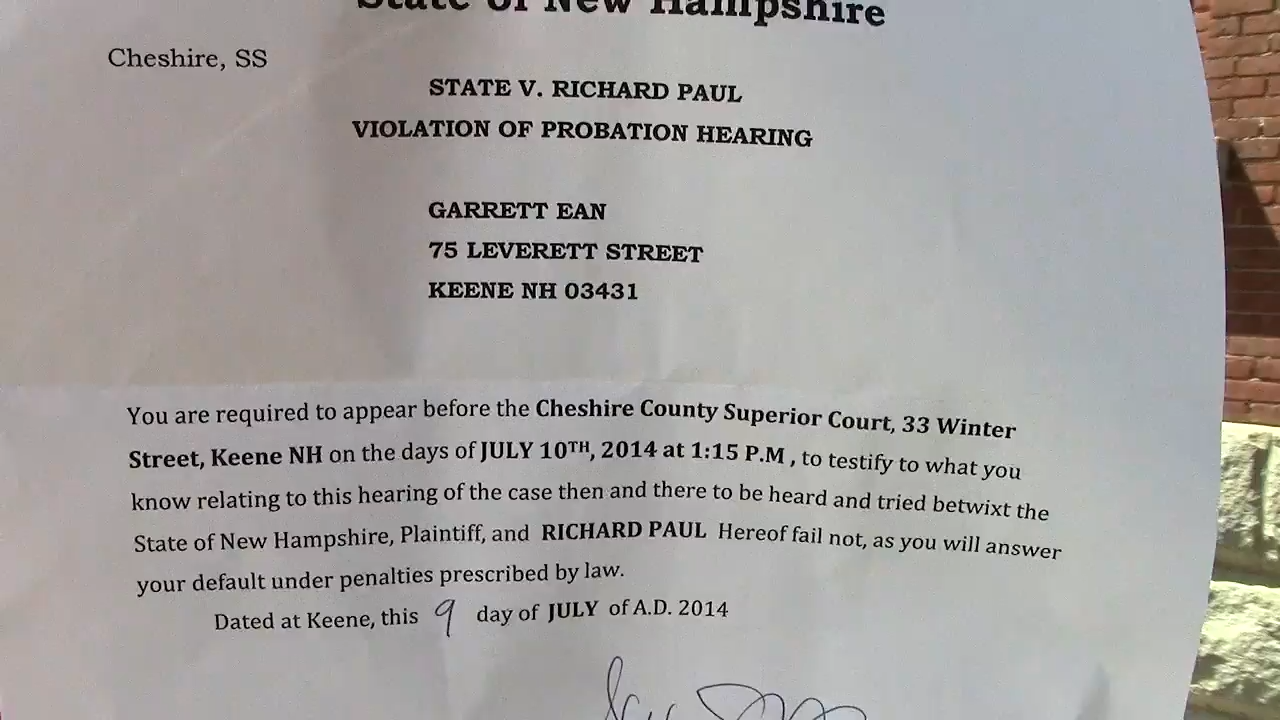 State of New Hampshire
Cheshire, SS
STATE V. RICHARD PAUL
VIOLATION OF PROBATION HEARING
GARRETT EAN
75 LEVERETT STREET
KEENE NH 03431
You are required to appear before the Cheshire County Superior Court, 33 Winter
Street, Keene NH on the days of JULY 10TH, 2014 at 1:15 P.M , to testify to what you
know relating to this hearing of the case then and there to be heard and tried betwixt the
State of New Hampshire, Plaintiff, and RICHARD PAUL Hereof fail not, as you will answer
your default under penalties prescribed by law.
Dated at Keene, this 9 day of JULY of A.D. 2014